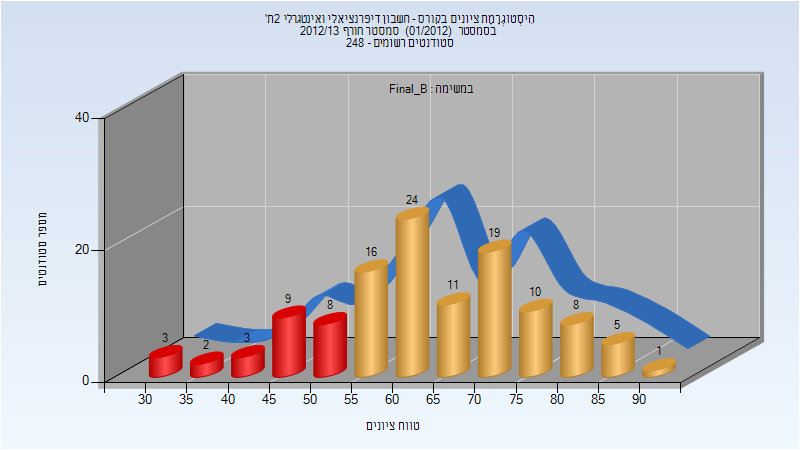 היסטוגרמת ציונים בקורס - חשבון דיפרנציאלי ואינטגרלי 2ת'
בסמסטר (01/2012) סמסטר חורף 2012/13
סטודנטים רשומים - 248
במשימה : Final_B
40
20
0
מספר סטודנטים
3
2
3
9
8
16
24
11
19
10
8
5
1
30 35 40 45 50 55 60 65 70 75 80 85 90
טווח ציונים